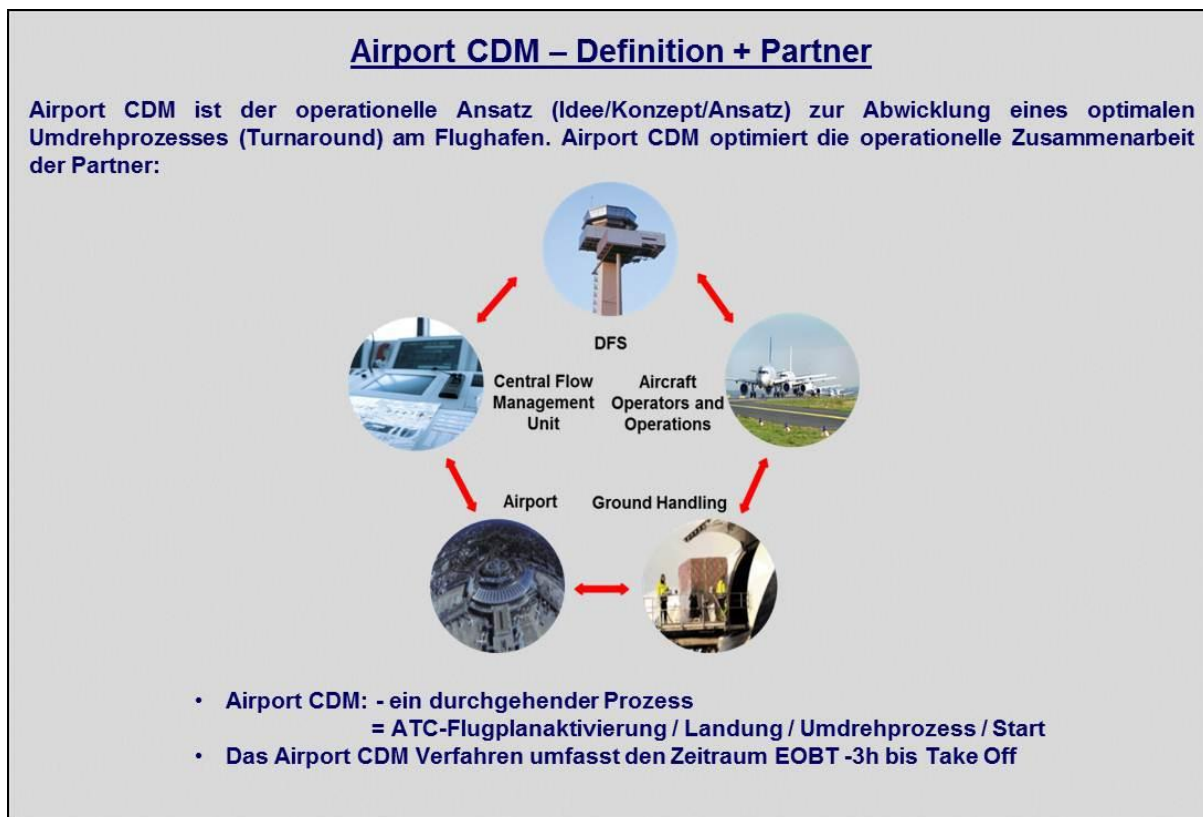 Airport CDM – Definition + Partner
Airport CDM ist der operationelle Ansatz (Idee/Konzept/Ansatz) zur Abwicklung eines optimalen
Umdrehprozesses (Turnaround) am Flughafen. Airport CDM optimiert die operationelle Zusammenarbeit
der Partner:
DFS
Central Flow
Management
Unit
Aircraft
Operators and
Operations
Airport
Ground Handling
• Airport CDM: - ein durchgehender Prozess
= ATC-Flugplanaktivierung / Landung / Umdrehprozess / Start
• Das Airport CDM Verfahren umfasst den Zeitraum EOBT -3h bis Take Off